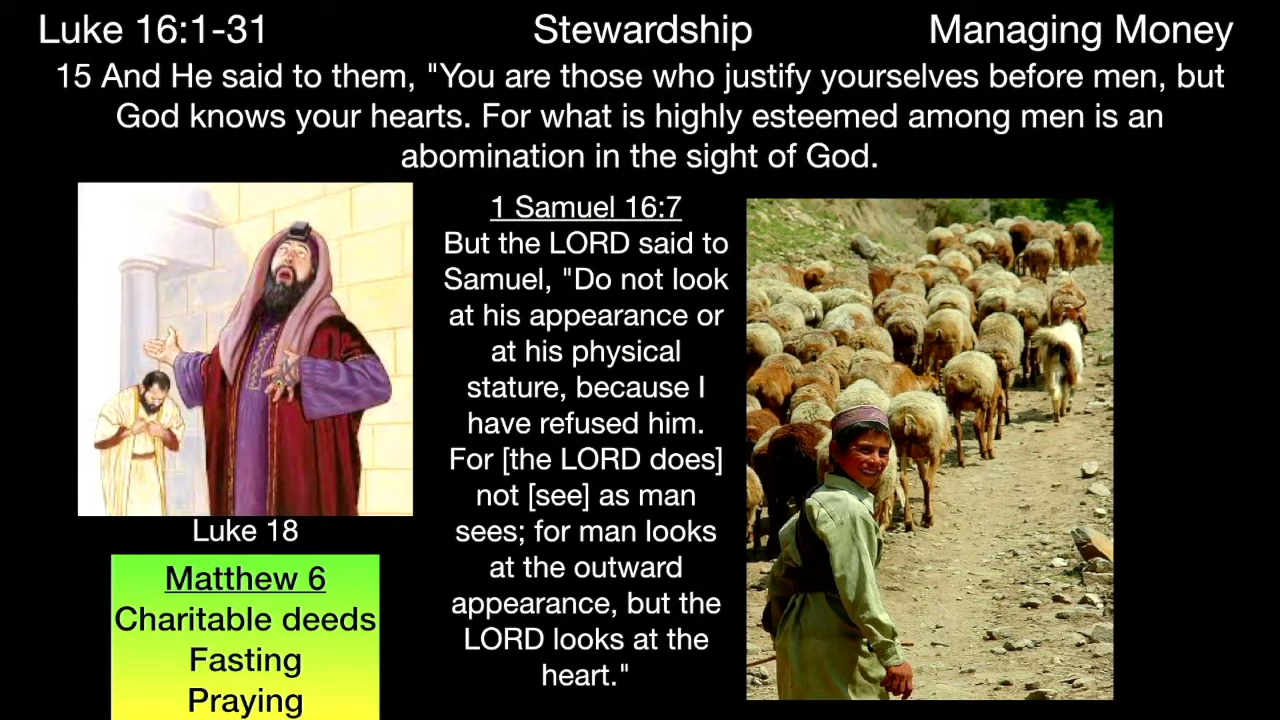 Luke 16:1-31 Stewardship Managing Money
15 And He said to them, "You are those who justify yourselves before men, but
God knows your hearts. For what is highly esteemed among men is an
abomination in the sight of God.
1 Samuel 16:7
But the LORD said to
Samuel, "Do not look
at his appearance or
at his physical
stature, because I
have refused him.
For [the LORD does]
not [see] as man
sees; for man looks
at the outward
appearance, but the
LORD looks at the
heart."
Luke 18
Matthew 6
Charitable deeds
Fasting
Praying